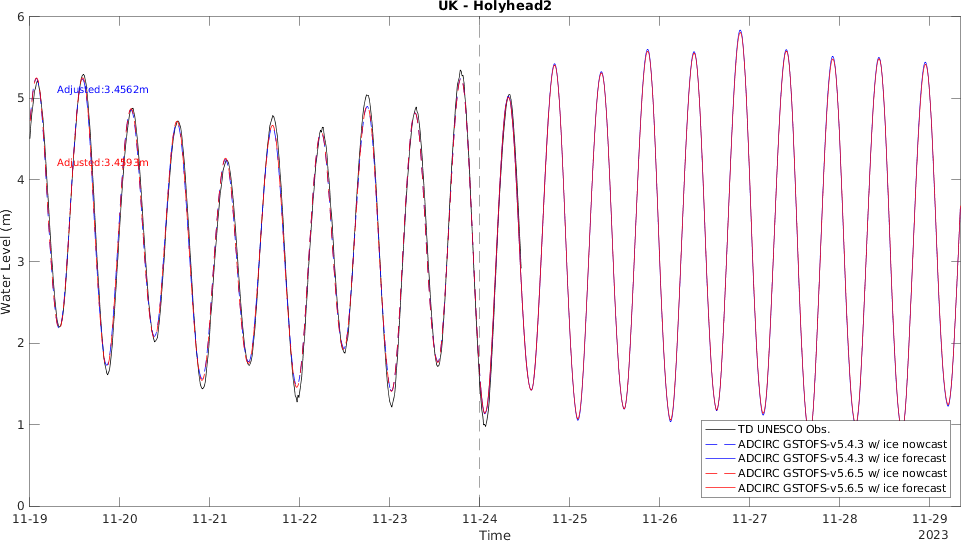 UK - Holyhead2
6
5
4
3
2
1
0
Water Level (m)
Adjusted:3.4562m
Adjusted:3.4593m
TD UNESCO Obs.
ADCIRC GSTOFS-v5.4.3 w/ ice nowcast
ADCIRC GSTOFS-v5.4.3 w/ ice forecast
ADCIRC GSTOFS-v5.6.5 w/ ice nowcast
ADCIRC GSTOFS-v5.6.5 w/ ice forecast
11-19 11-20 11-21 11-22 11-23 11-24 11-25 11-26 11-27 11-28 11-29
Time
2023